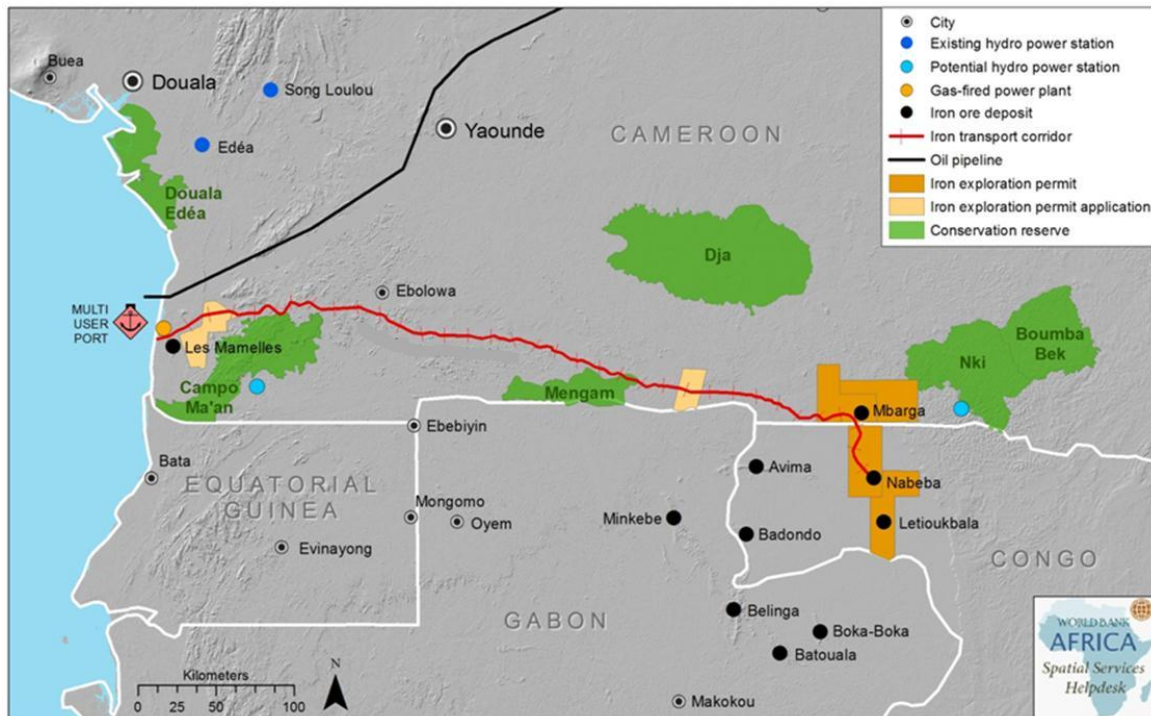 Buea
Douala
Song Loulou
Yaounde
Edéa
CAMEROON
Douala
Edéa
Dja
Ebolowa
MULTI
USER
PORT
Les Mamelles
Campo
Ma'an
Mengam
Nki
Boumba
Bek
Mbarga
Ebebiyin
Bata
EQUATORIAL
GUINEA
Mongomo
Oyem
Evinayong
Minkebe
Avima
Badondo
Nabeba
Letioukbala
CONGO
GABON
Belinga
Boka-Boka
Batouala
Makokou
Kilometers
0 25 50 100
N
City
Existing hydro power station
Potential hydro power station
Gas-fired power plant
Iron ore deposit
Iron transport corridor
Oil pipeline
Iron exploration permit
Iron exploration permit application
Conservation reserve
WORLD BANK
AFRICA
Spatial Services
Helpdesk